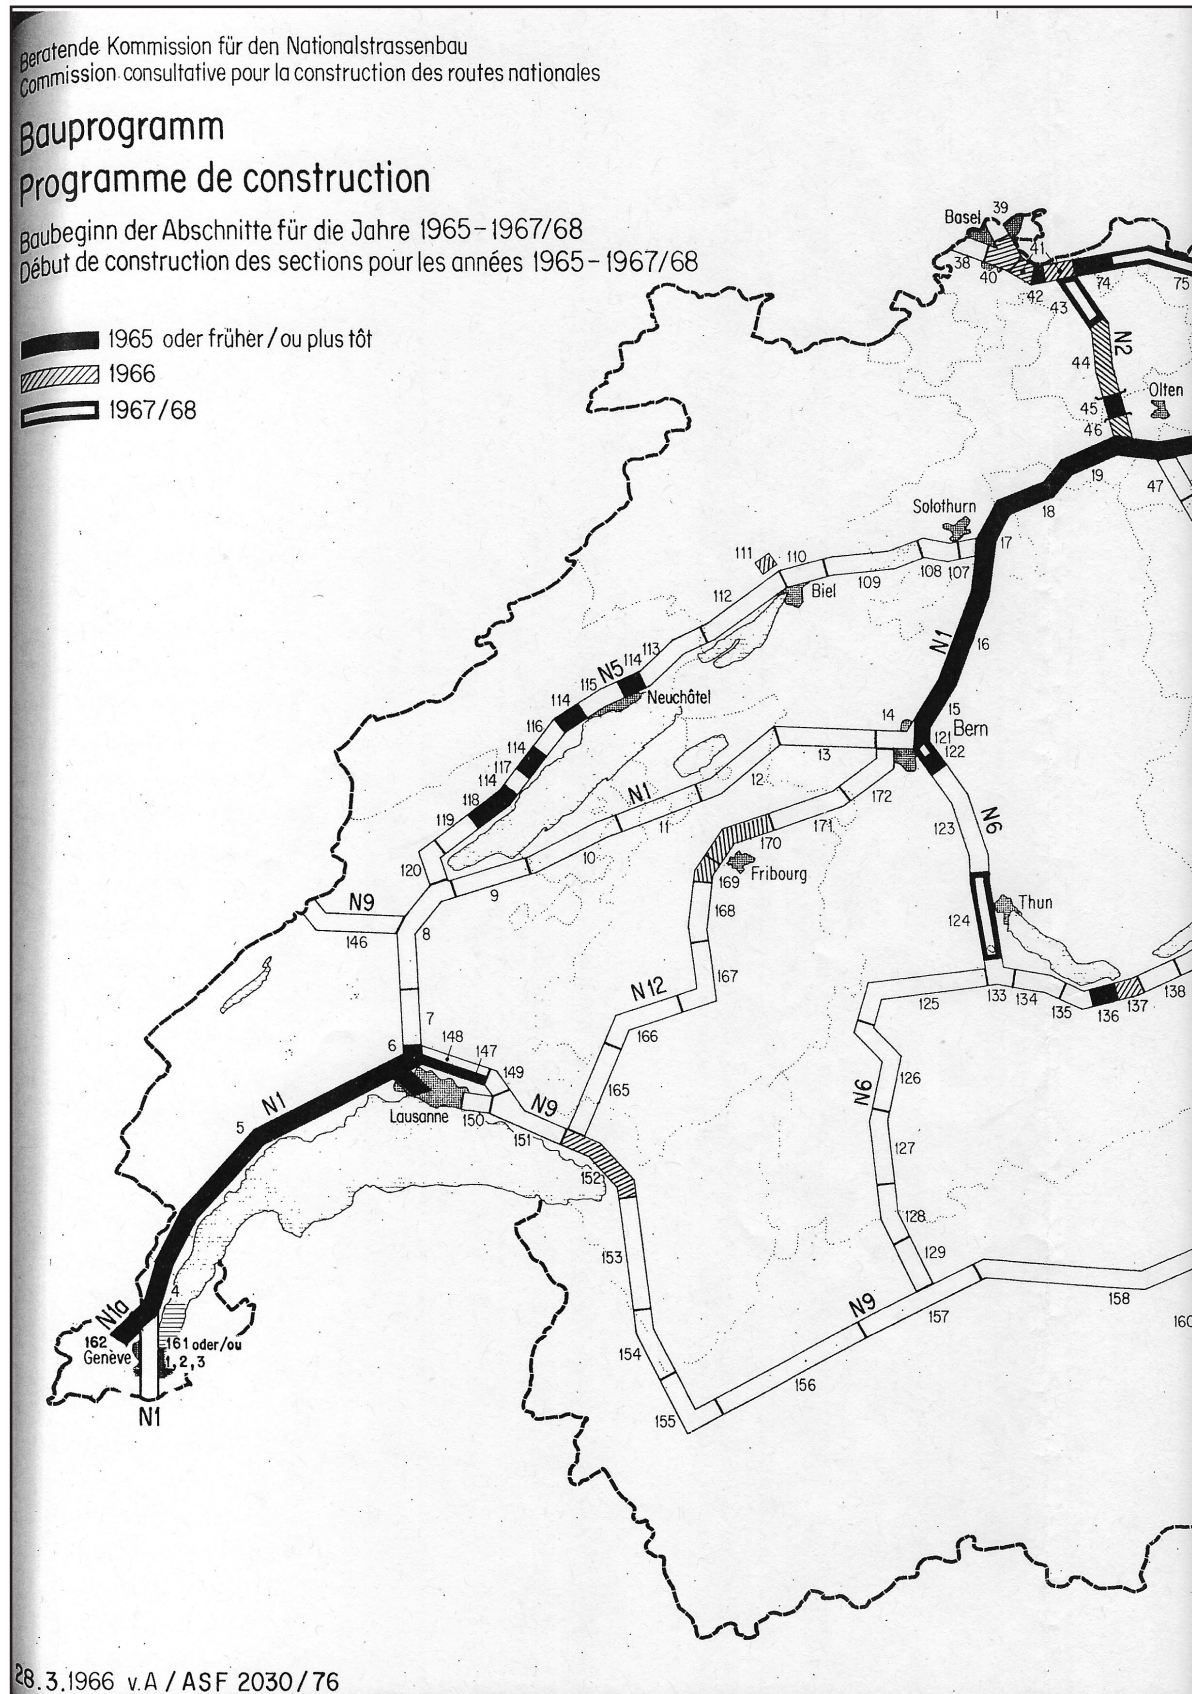 Beratende Kommission für den Nationalstrassenbau
Commission consultative pour la construction des routes nationales
Bauprogramm
Programme de construction
Baubeginn der Abschnitte für die Jahre 1965-1967/68
Début de construction des sections pour les années 1965-1967/68
1965 oder früher/ou plus tôt
1966
1967/68
Basel
39
38
40
41
42
43
74
75
N2
44
45
46
Olten
19
47
18
17
Solothurn
111
110
109
108
107
Biel
112
113
N5
114
115
114
Neuchâtel
116
114
117
114
118
119
120
N1
16
15
14
Bern
121
122
13
12
N1
11
10
9
172
171
170
169
Fribourg
168
167
N12
166
165
123
N6
124
Thun
125
133
134
135
136
137
138
N9
146
8
7
6
148
147
149
Lausanne
150
151
N9
152
N1
5
4
N6
126
127
128
129
153
154
155
156
N9
157
158
160
N1a
162
Genève
161 oder/ou
1,2,3
N1
28.3.1966 v.A / ASF 2030/76